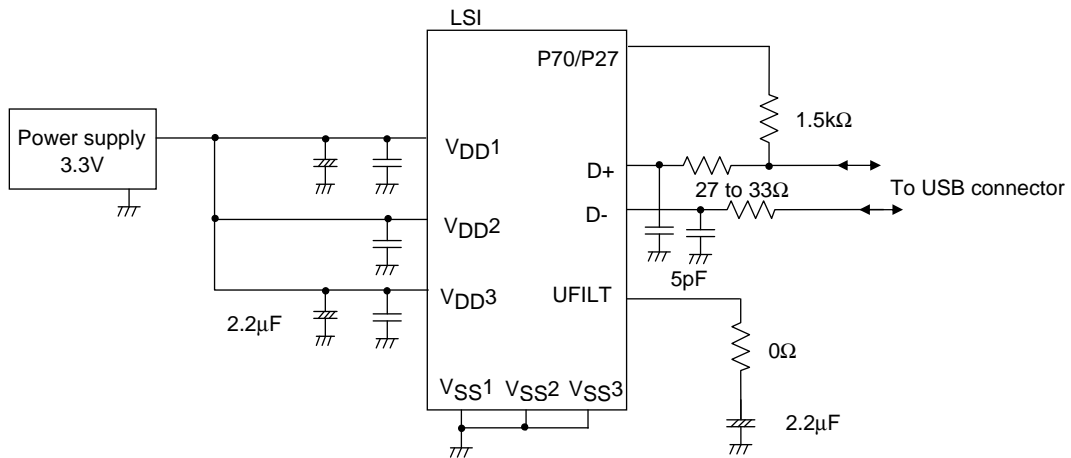 LSI
P70/P27
Power supply
3.3V
VDD1
1.5kΩ
D+
27 to 33Ω
To USB connector
VDD2
D-
5pF
VDD3
UFILT
2.2μF
0Ω
VSS1
VSS2
VSS3
2.2μF